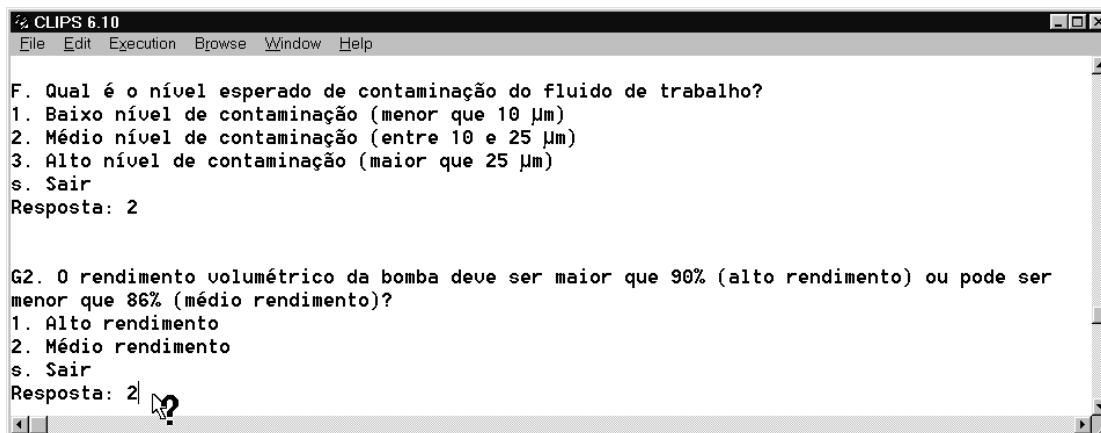 CLIPS 6.10
File Edit Execution Browse Window Help
F. Qual é o nível esperado de contaminação do fluido de trabalho?
1. Baixo nível de contaminação (menor que 10 µm)
2. Médio nível de contaminação (entre 10 e 25 µm)
3. Alto nível de contaminação (maior que 25 µm)
s. Sair
Resposta: 2
G2. O rendimento volumétrico da bomba deve ser maior que 90% (alto rendimento) ou pode ser
menor que 86% (médio rendimento)?
1. Alto rendimento
2. Médio rendimento
s. Sair
Resposta: 2